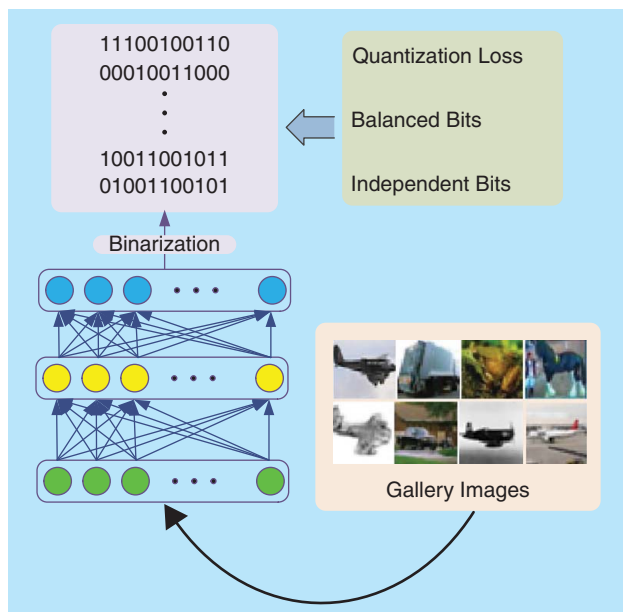 11100100110
00010011000
10011001011
01001100101
Quantization Loss
Balanced Bits
Independent Bits
Binarization
Gallery Images